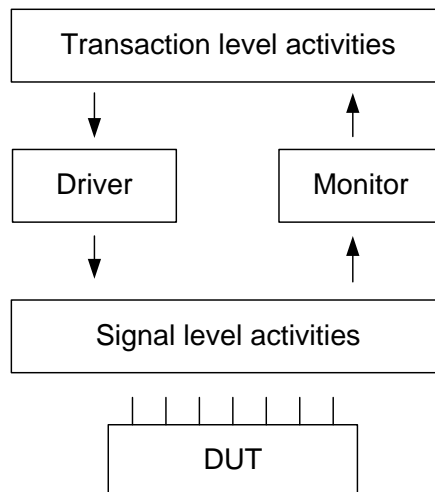 Transaction level activities
Driver
Monitor
Signal level activities
DUT